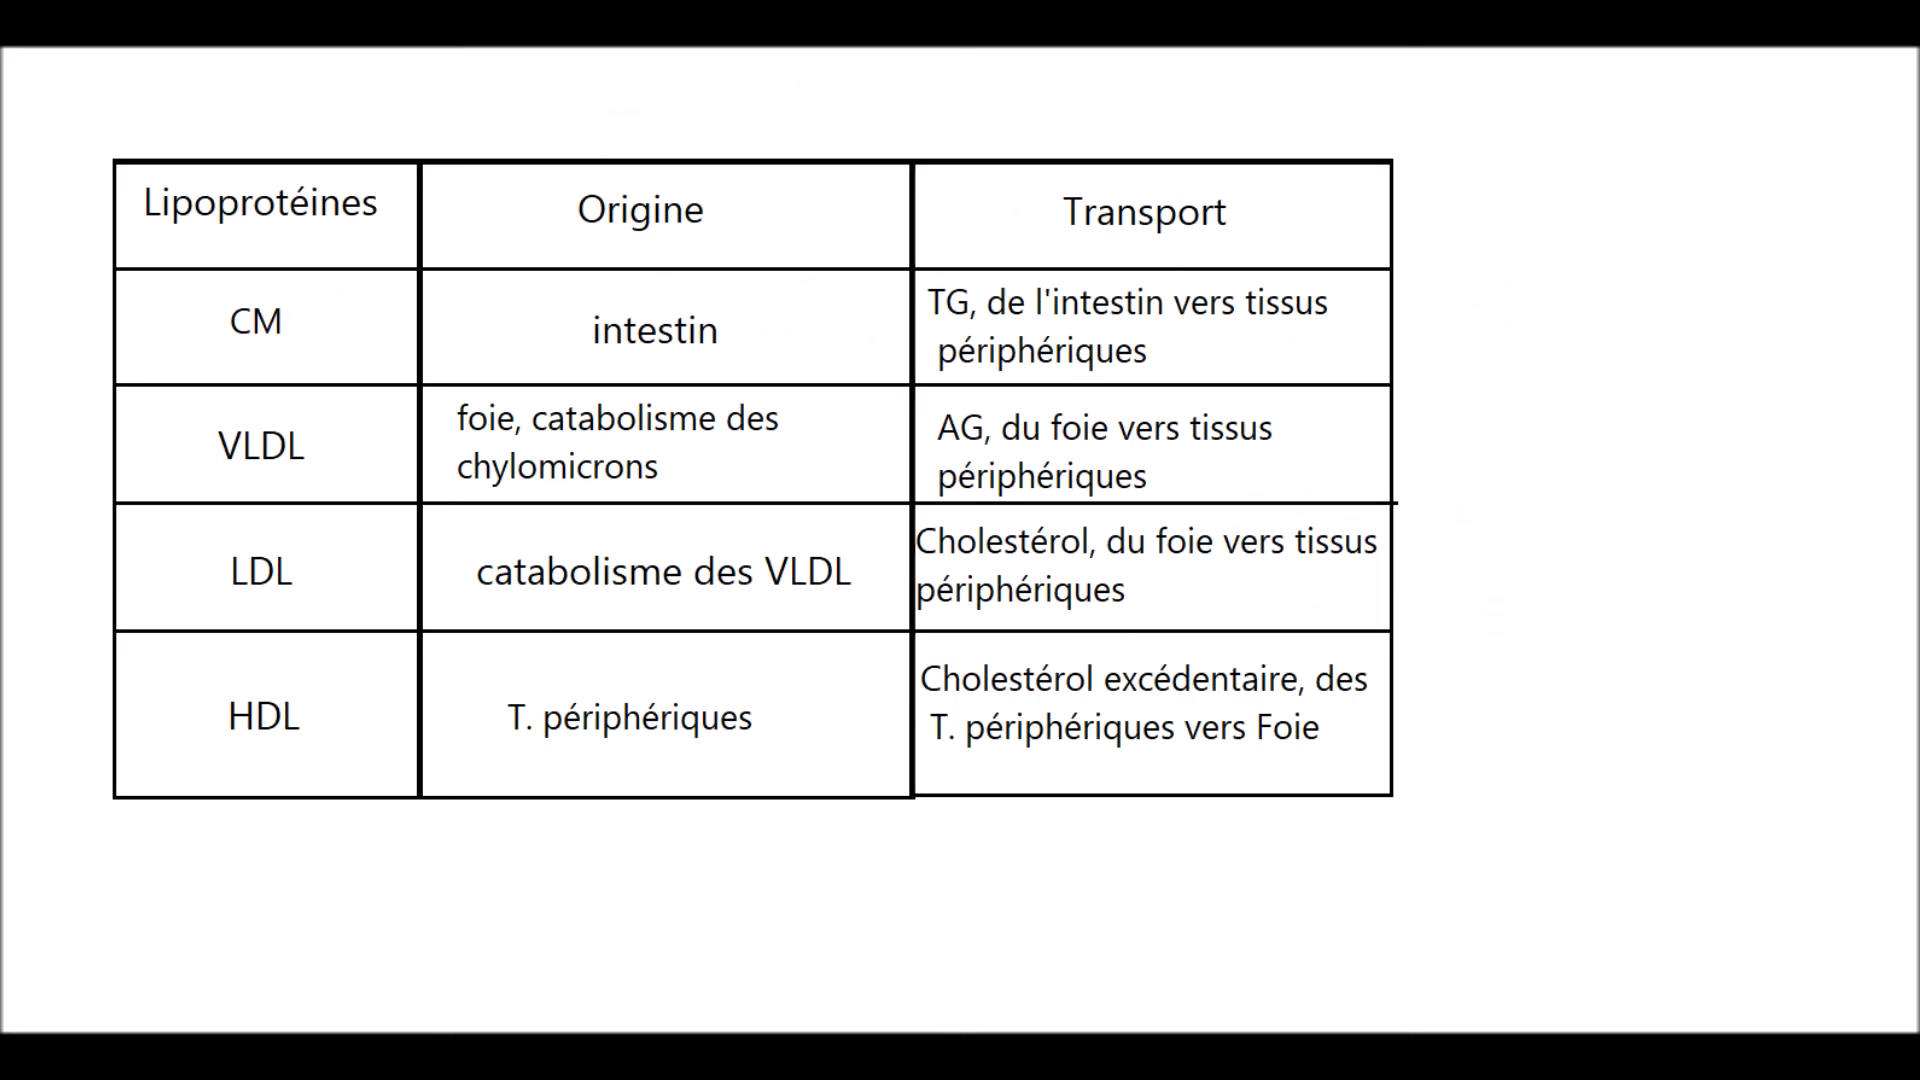 Lipoprotéines
Origine
Transport
CM
intestin
TG, de l'intestin vers tissus
périphériques
VLDL
foie, catabolisme des
chylomicrons
AG, du foie vers tissus
périphériques
LDL
catabolisme des VLDL
Cholestérol, du foie vers tissus
périphériques
HDL
T. périphériques
Cholestérol excédentaire, des
T. périphériques vers Foie